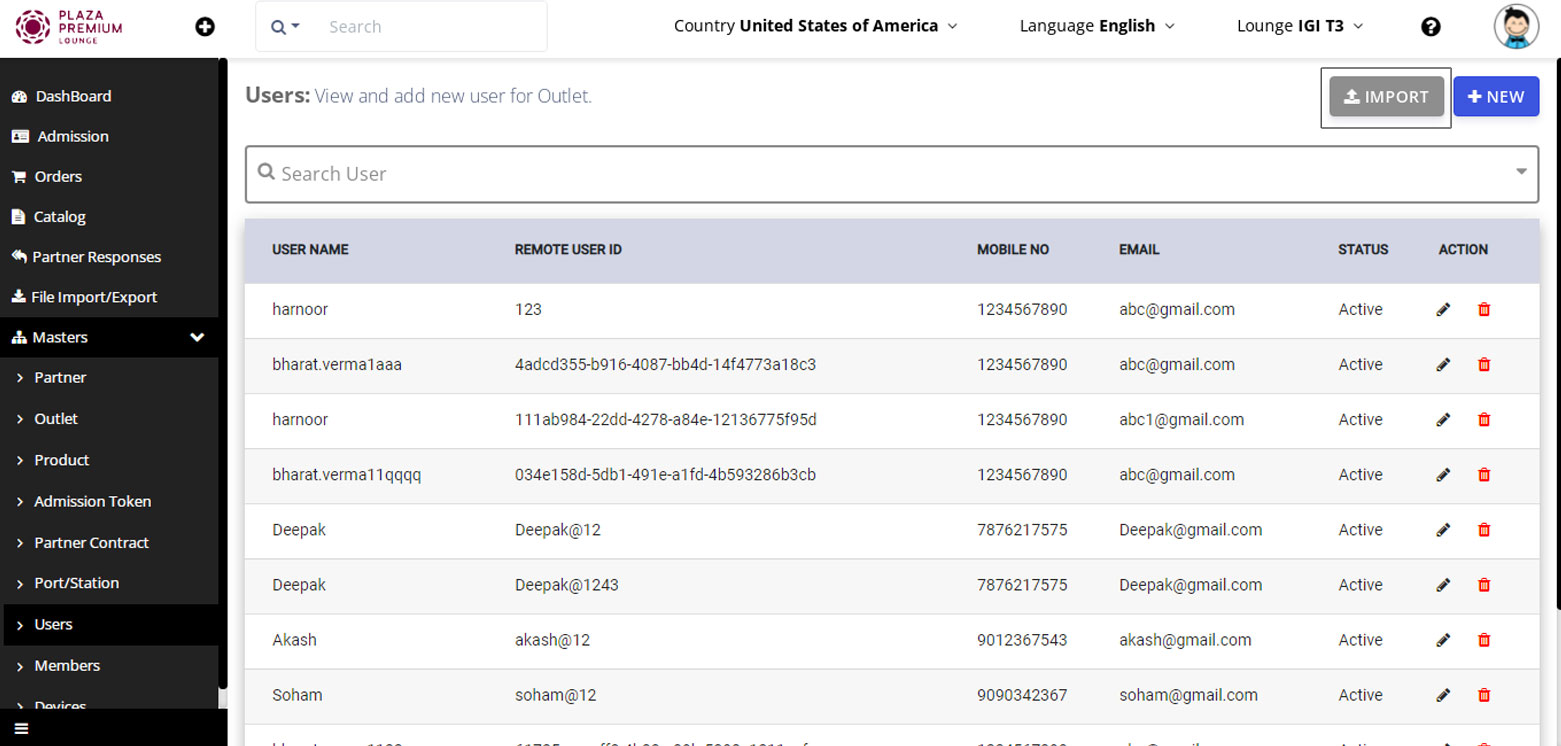 PLAZA
PREMIUM
LOUNGE
Search
Country United States of America
Language English
Lounge IGI T3
DashBoard
Admission
Orders
Catalog
Partner Responses
File Import/Export
Masters
Partner
Outlet
Product
Admission Token
Partner Contract
Port/Station
Users
Members
Devices
Users: View and add new user for Outlet.
IMPORT
NEW
Search User
USER NAME REMOTE USER ID MOBILE NO EMAIL STATUS ACTION
harnoor 123 1234567890 abc@gmail.com Active
bharat.verma1aaa 4adcd355-b916-4087-bb4d-14f4773a18c3 1234567890 abc@gmail.com Active
harnoor 111ab984-22dd-4278-a84e-12136775f95d 1234567890 abc1@gmail.com Active
bharat.verma11qqqq 034e158d-5db1-491e-a1fd-4b593286b3cb 1234567890 abc@gmail.com Active
Deepak Deepak@12 7876217575 Deepak@gmail.com Active
Deepak Deepak@1243 7876217575 Deepak@gmail.com Active
Akash akash@12 9012367543 akash@gmail.com Active
Soham soham@12 9090342367 soham@gmail.com Active